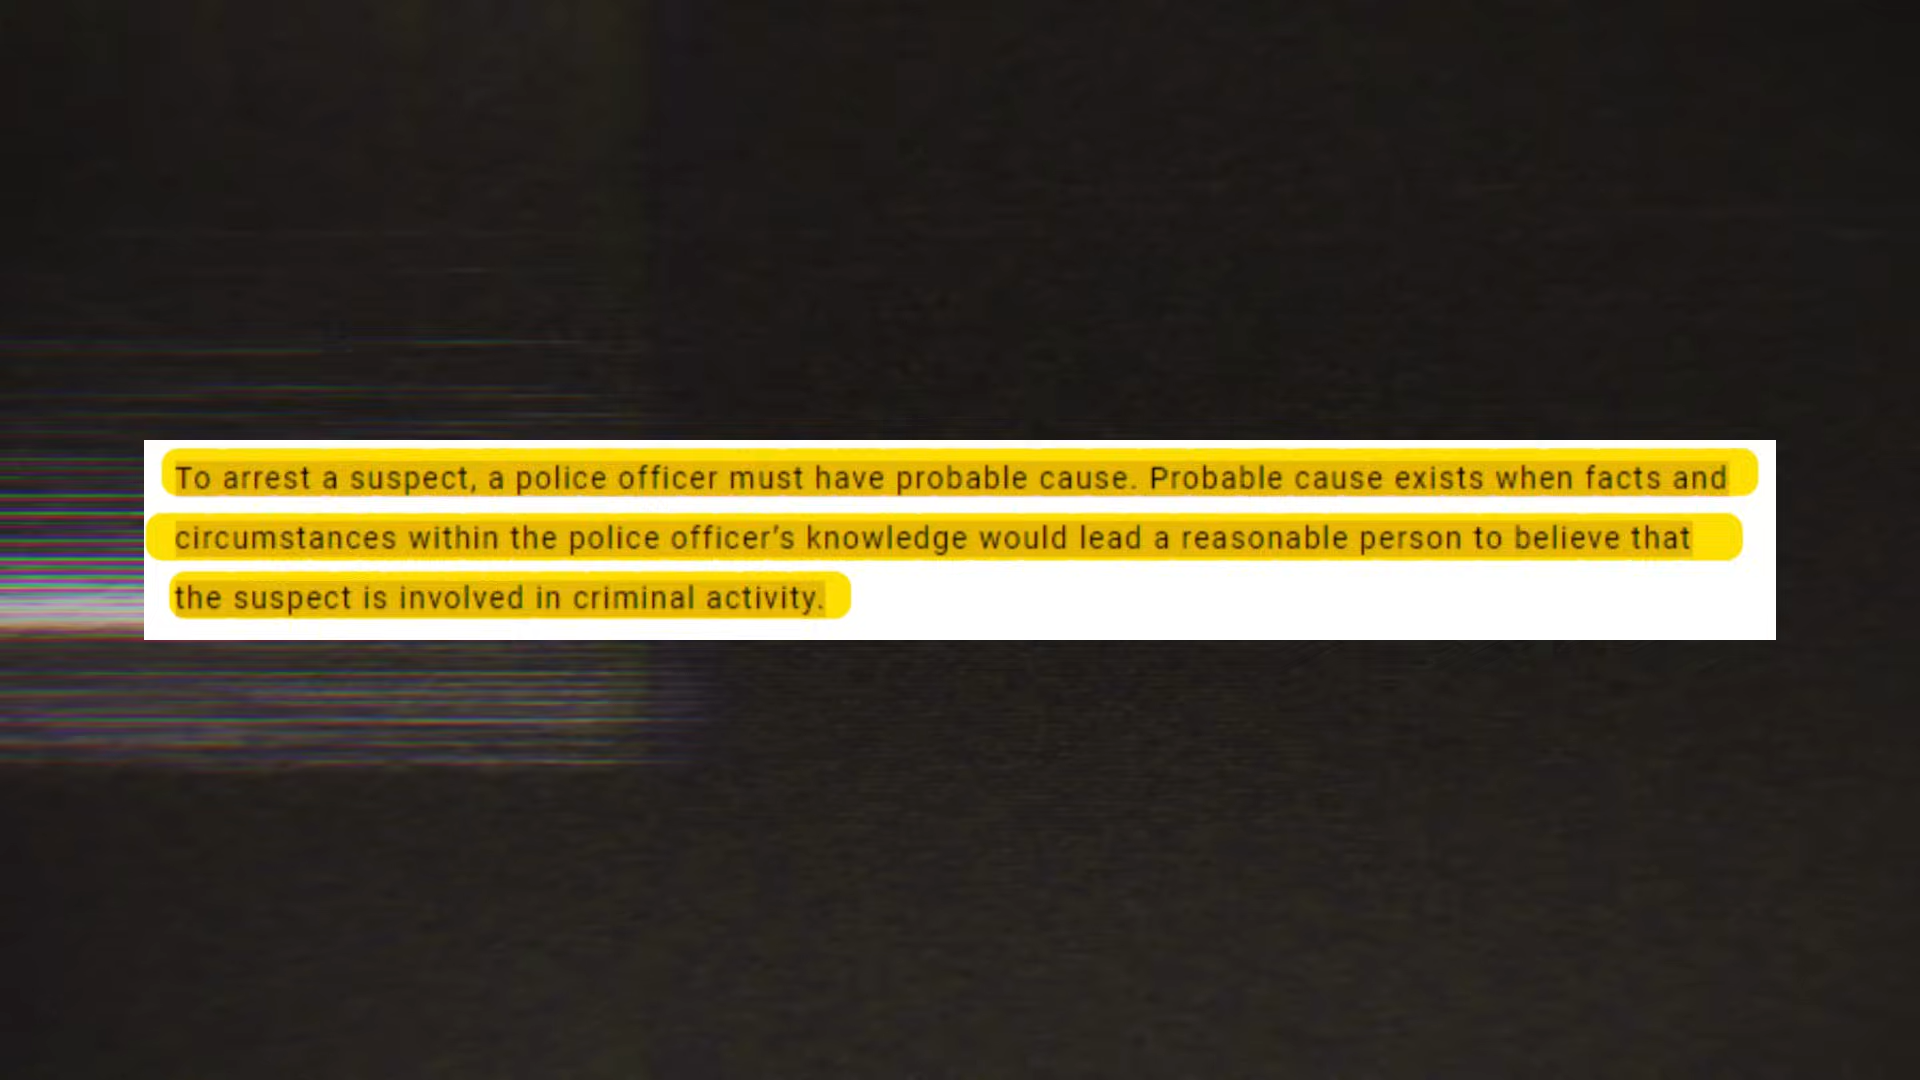 To arrest a suspect, a police officer must have probable cause. Probable cause exists when facts and
circumstances within the police officer’s knowledge would lead a reasonable person to believe that
the suspect is involved in criminal activity.